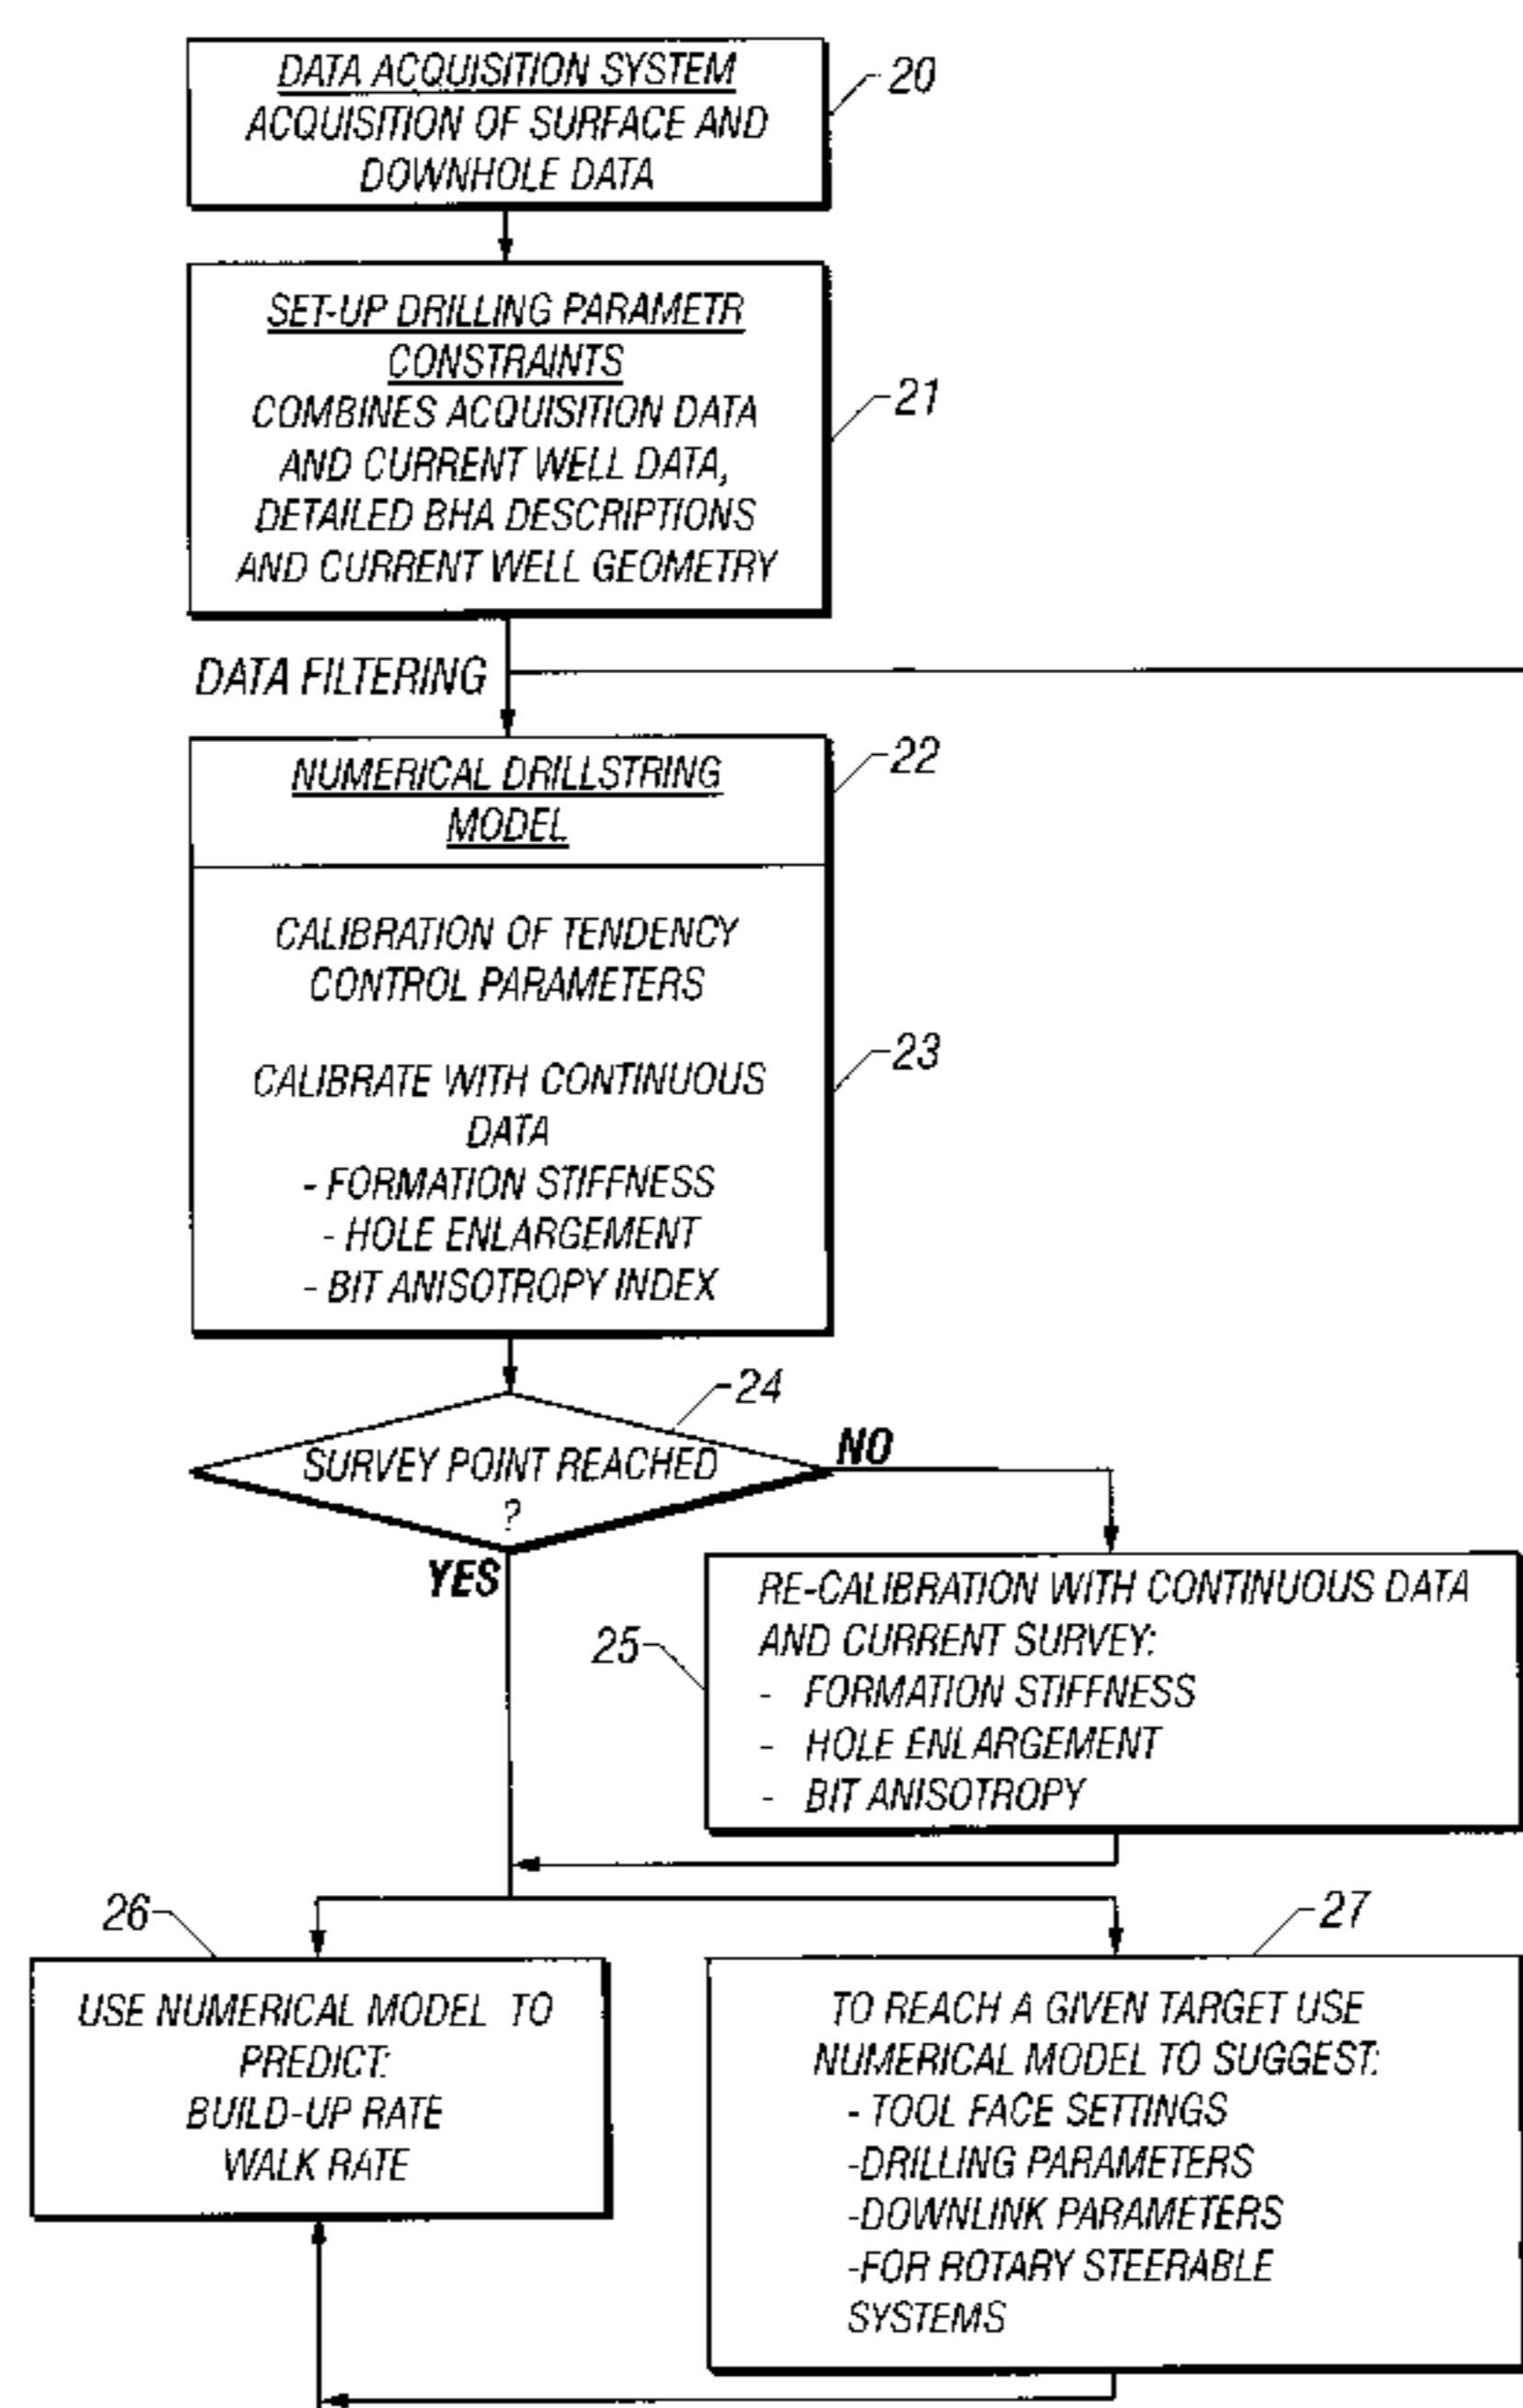 DATA ACQUISITION SYSTEM
ACQUISITION OF SURFACE AND
DOWNHOLE DATA
20
SET-UP DRILLING PARAMETR
CONSTRAINTS
COMBINES ACQUISITION DATA
AND CURRENT WELL DATA,
DETAILED BHA DESCRIPTIONS
AND CURRENT WELL GEOMETRY
21
DATA FILTERING
NUMERICAL DRILLSTRING
MODEL
22
CALIBRATION OF TENDENCY
CONTROL PARAMETERS
CALIBRATE WITH CONTINUOUS
DATA
- FORMATION STIFFNESS
- HOLE ENLARGEMENT
- BIT ANISOTROPY INDEX
23
SURVEY POINT REACHED
?
24
NO
YES
RE-CALIBRATION WITH CONTINUOUS DATA
AND CURRENT SURVEY:
- FORMATION STIFFNESS
- HOLE ENLARGEMENT
- BIT ANISOTROPY
25
26
USE NUMERICAL MODEL TO
PREDICT:
BUILD-UP RATE
WALK RATE
27
TO REACH A GIVEN TARGET USE
NUMERICAL MODEL TO SUGGEST:
- TOOL FACE SETTINGS
-DRILLING PARAMETERS
-DOWNLINK PARAMETERS
-FOR ROTARY STEERABLE
SYSTEMS